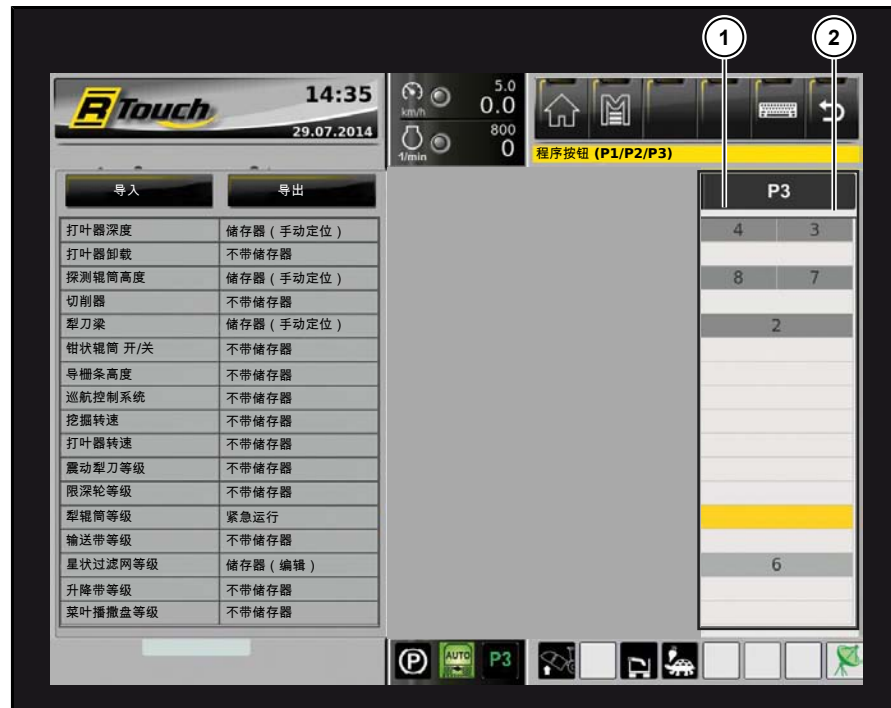 1 2
R Touch
14:35
29.07.2014
km/h 5.0
0.0
1/min 800
0
程序按钮 (P1/P2/P3)
导入 导出
打叶器深度 储存器（手动定位）
打叶器卸载 不带储存器
探测辊筒高度 储存器（手动定位）
切削器 不带储存器
犁刀梁 储存器（手动定位）
钳状辊筒 开/关 不带储存器
导栅条高度 不带储存器
巡航控制系统 不带储存器
挖掘转速 不带储存器
打叶器转速 不带储存器
震动犁刀等级 不带储存器
限深轮等级 不带储存器
犁辊筒等级 紧急运行
输送带等级 不带储存器
星状过滤网等级 储存器（编辑）
升降带等级 不带储存器
菜叶播撒盘等级 不带储存器
P3
4 3
8 7
2
6
P AUTO P3